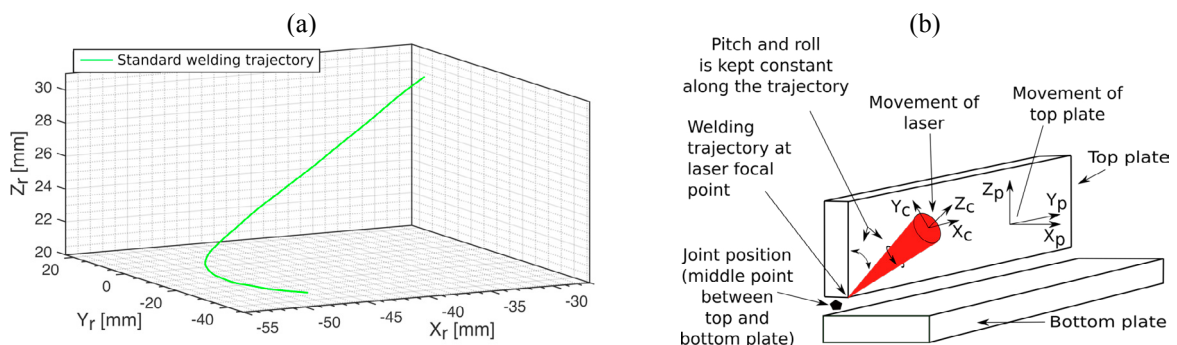 (a)
Standard welding trajectory
30
28
26
24
22
20
Zr [mm]
20
0
-20
-40
Yr [mm]
-55
-50
-45
-40
-35
-30
Xr [mm]
(b)
Pitch and roll
is kept constant
along the trajectory
Movement of
laser
Movement of
top plate
Welding
trajectory at
laser focal
point
Top plate
Yc
Zc
Xc
Zp
Yp
Xp
Joint position
(middle point
between
top and
bottom plate)
Bottom plate